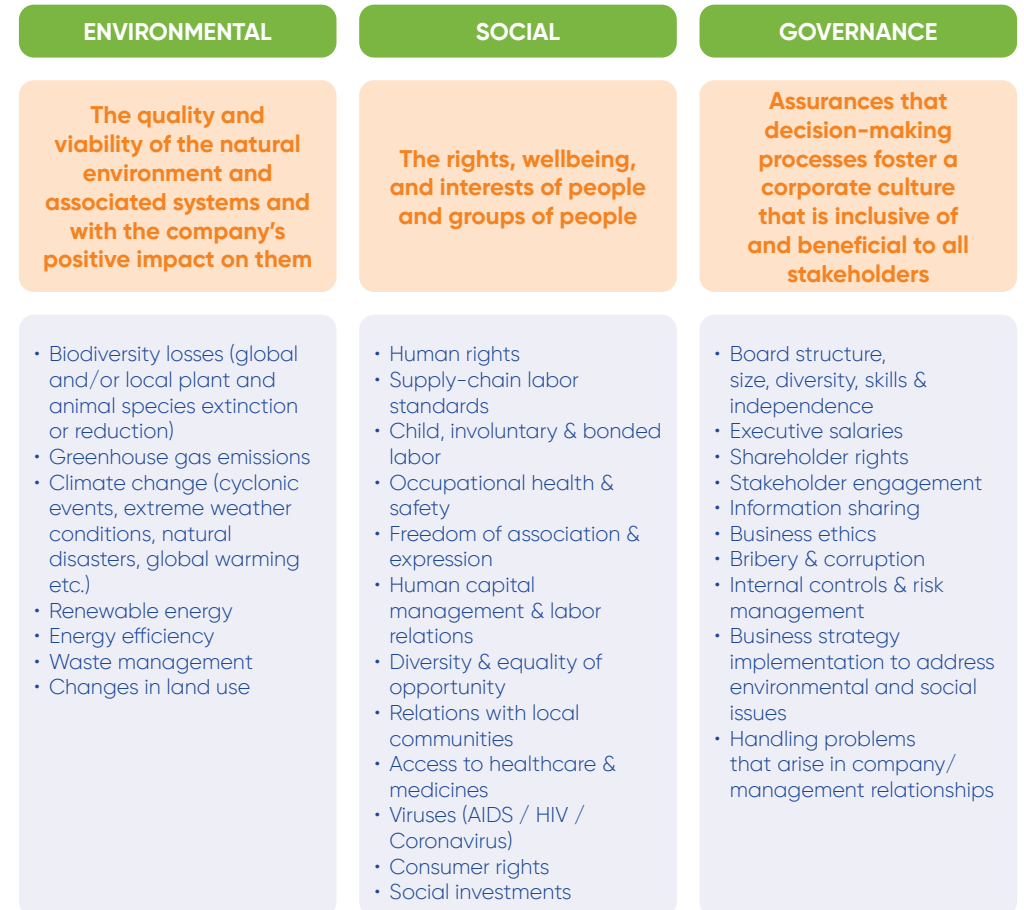 ENVIRONMENTAL
The quality and
viability of the natural
environment and
associated systems and
with the company's
positive impact on them
• Biodiversity losses (global
and/or local plant and
animal species extinction
or reduction)
• Greenhouse gas emissions
• Climate change (cyclonic
events, extreme weather
conditions, natural
disasters, global warming
etc.)
• Renewable energy
• Energy efficiency
• Waste management
• Changes in land use
SOCIAL
The rights, wellbeing,
and interests of people
and groups of people
• Human rights
• Supply-chain labor
standards
• Child, involuntary & bonded
labor
• Occupational health &
safety
• Freedom of association &
expression
• Human capital
management & labor
relations
• Diversity & equality of
opportunity
• Relations with local
communities
• Access to healthcare &
medicines
• Viruses (AIDS / HIV /
Coronavirus)
• Consumer rights
• Social investments
GOVERNANCE
Assurances that
decision-making
processes foster a
corporate culture
that is inclusive of
and beneficial to all
stakeholders
• Board structure,
size, diversity, skills &
independence
• Executive salaries
• Shareholder rights
• Stakeholder engagement
• Information sharing
• Business ethics
• Bribery & corruption
• Internal controls & risk
management
• Business strategy
implementation to address
environmental and social
issues
• Handling problems
that arise in company/
management relationships